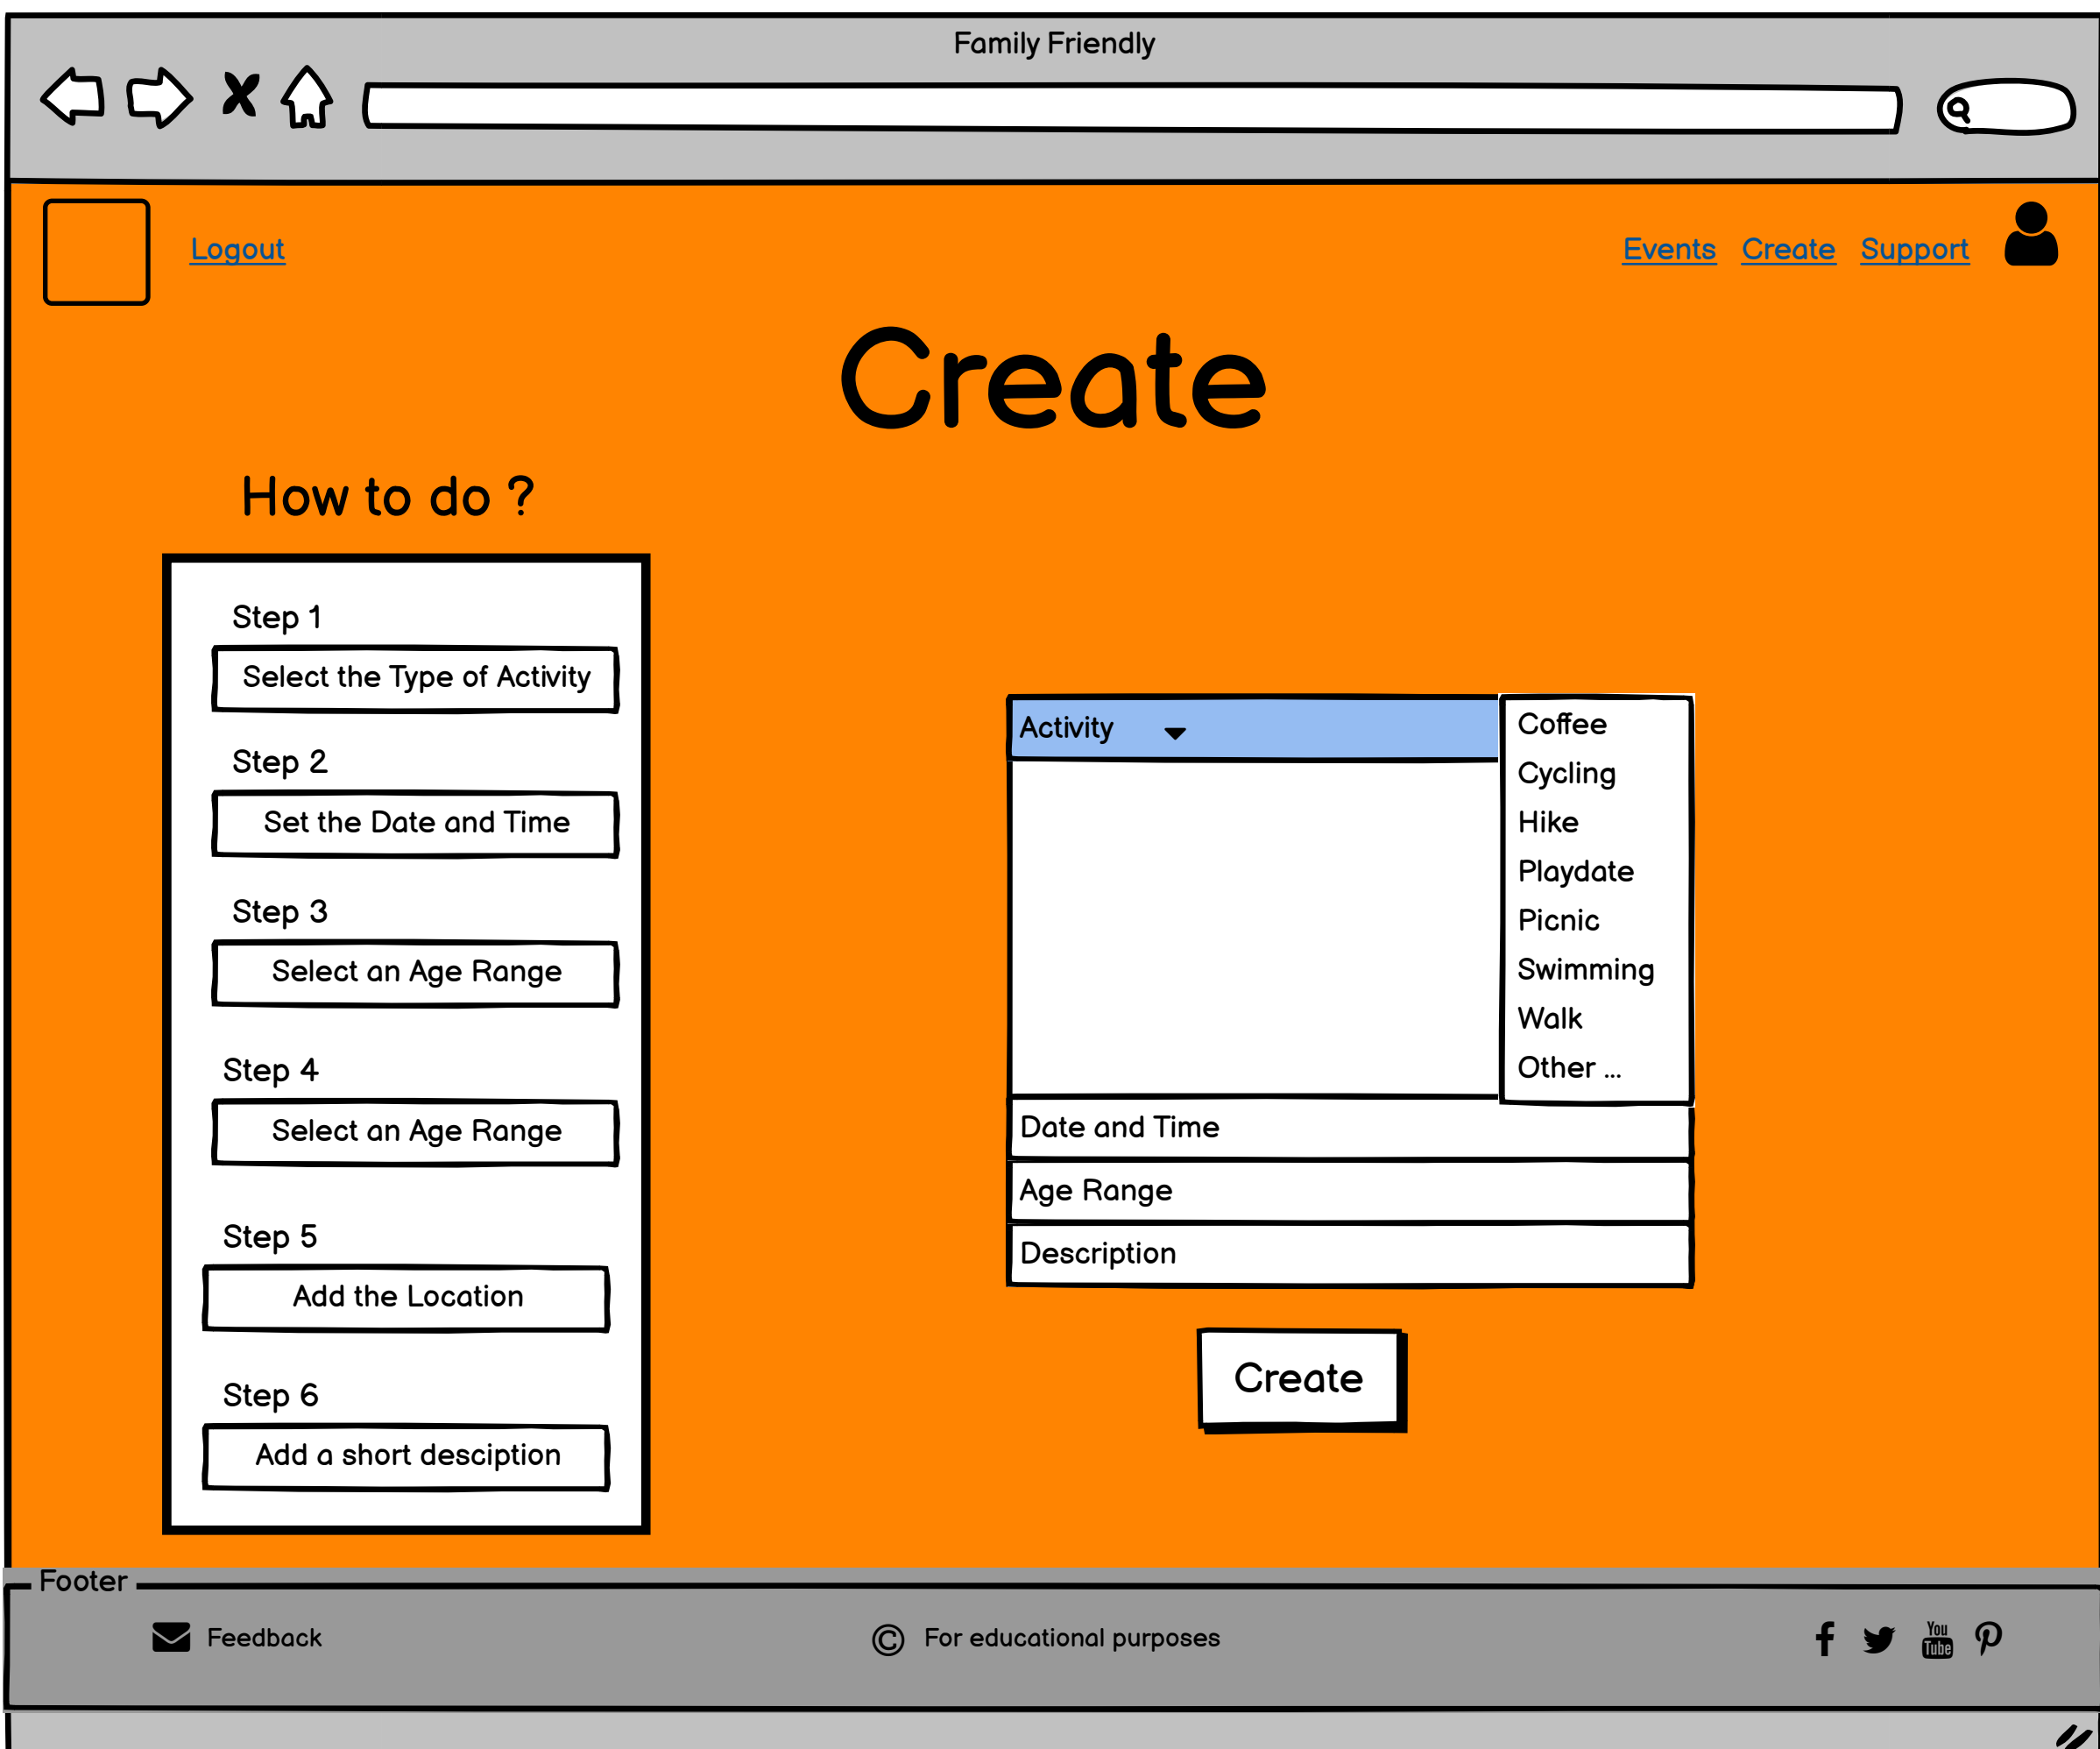 Family Friendly
Logout
Events Create Support
Create
How to do ?
Step 1
Select the Type of Activity
Step 2
Set the Date and Time
Step 3
Select an Age Range
Step 4
Select an Age Range
Step 5
Add the Location
Step 6
Add a short desciption
Activity
Coffee
Cycling
Hike
Playdate
Picnic
Swimming
Walk
Other ...
Date and Time
Age Range
Description
Create
Footer
Feedback
© For educational purposes
You
Tube